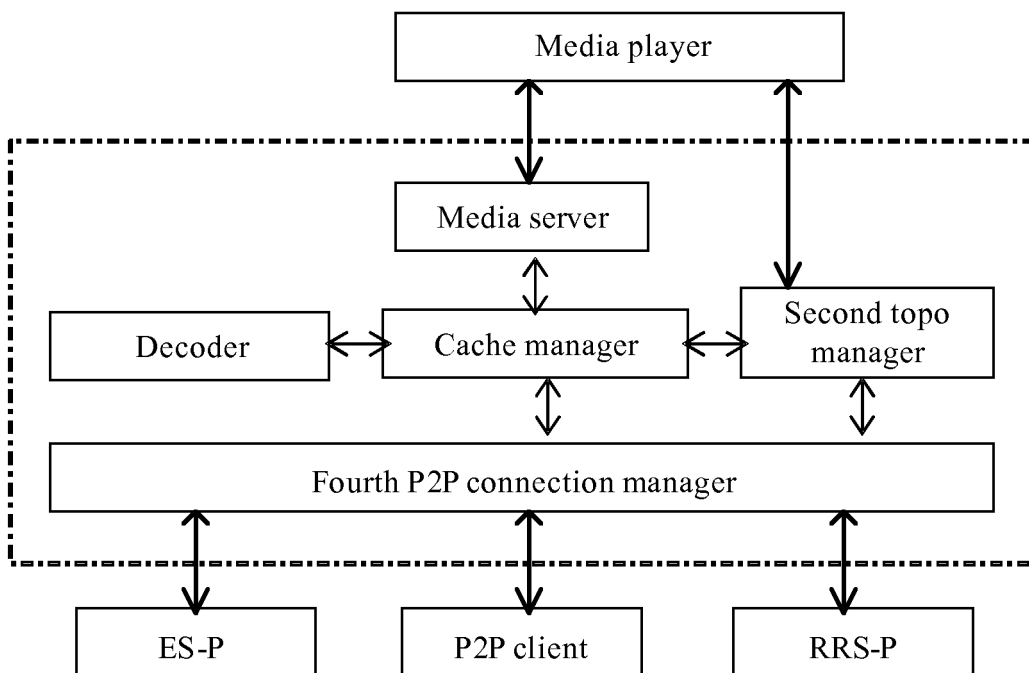 Media player
Media server
Second topo
manager
Decoder
Cache manager
Fourth P2P connection manager
ES-P
P2P client
RRS-P